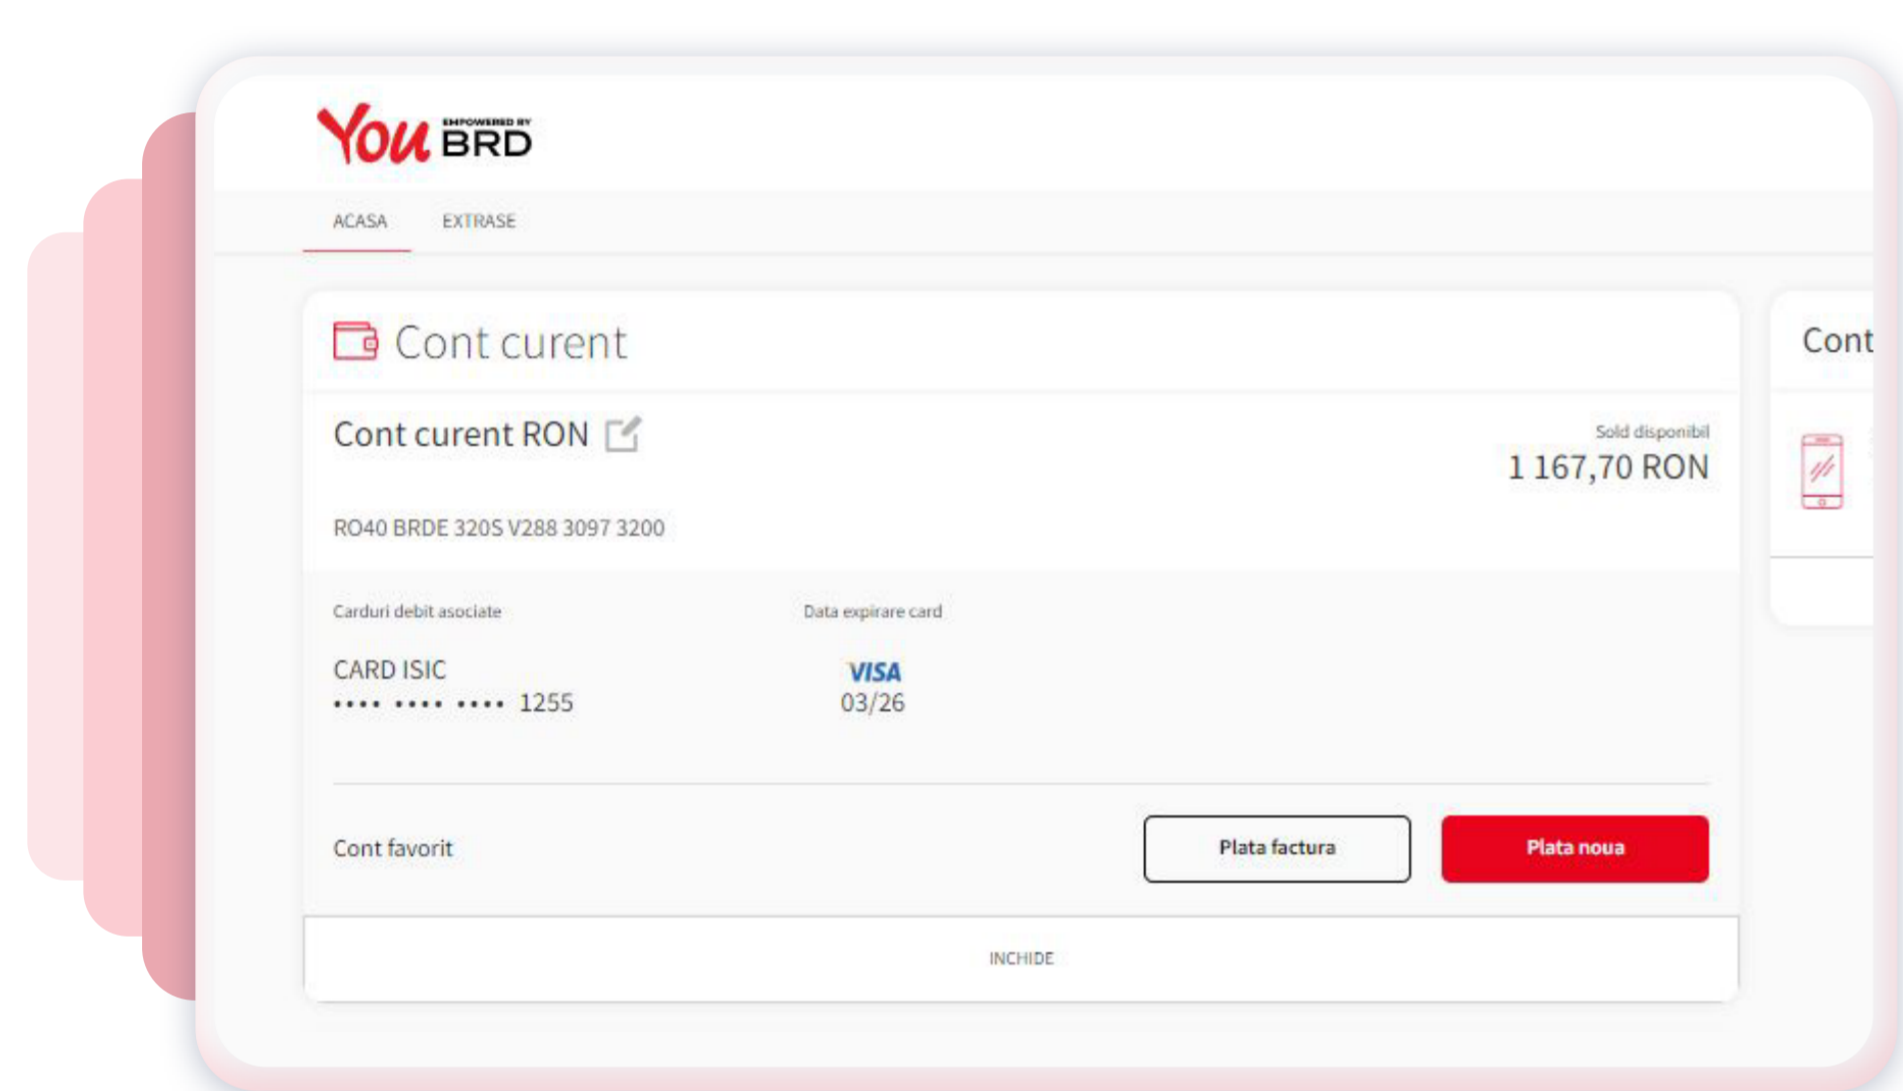 You EMPOWERED BY BRD
ACASA EXTRASE
Cont curent
Cont
Cont curent RON
Sold disponibil
1 167,70 RON
RO40 BRDE 320S V288 3097 3200
Carduri debit asociate Data expirare card
CARD ISIC VISA
•••• •••• •••• 1255 03/26
Cont favorit Plata factura Plata noua
INCHIDE